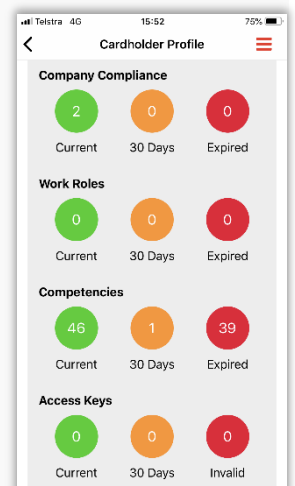 Telstra 4G 15:52 75%
Cardholder Profile
Company Compliance
2 0 0
Current 30 Days Expired
Work Roles
0 0 0
Current 30 Days Expired
Competencies
46 1 39
Current 30 Days Expired
Access Keys
0 0 0
Current 30 Days Invalid